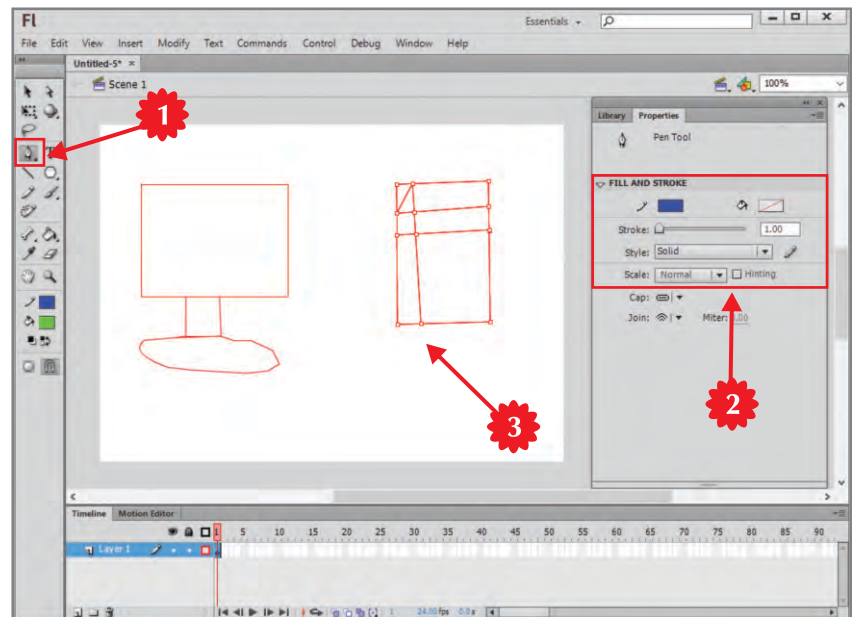 Fl
Essentials
File Edit View Insert Modify Text Commands Control Debug Window Help
Untitled-5* ×
Scene 1
100%
1
Library Properties
Pen Tool
FILL AND STROKE
Stroke: 1.00
Style: Solid
Scale: Normal Hinting
Cap:
Join: Miter:
2
3
Timeline Motion Editor
1 5 10 15 20 25 30 35 40 45 50 55 60 65 70 75 80 85 90
Layer 1
1 24.00 fps 0.0 s